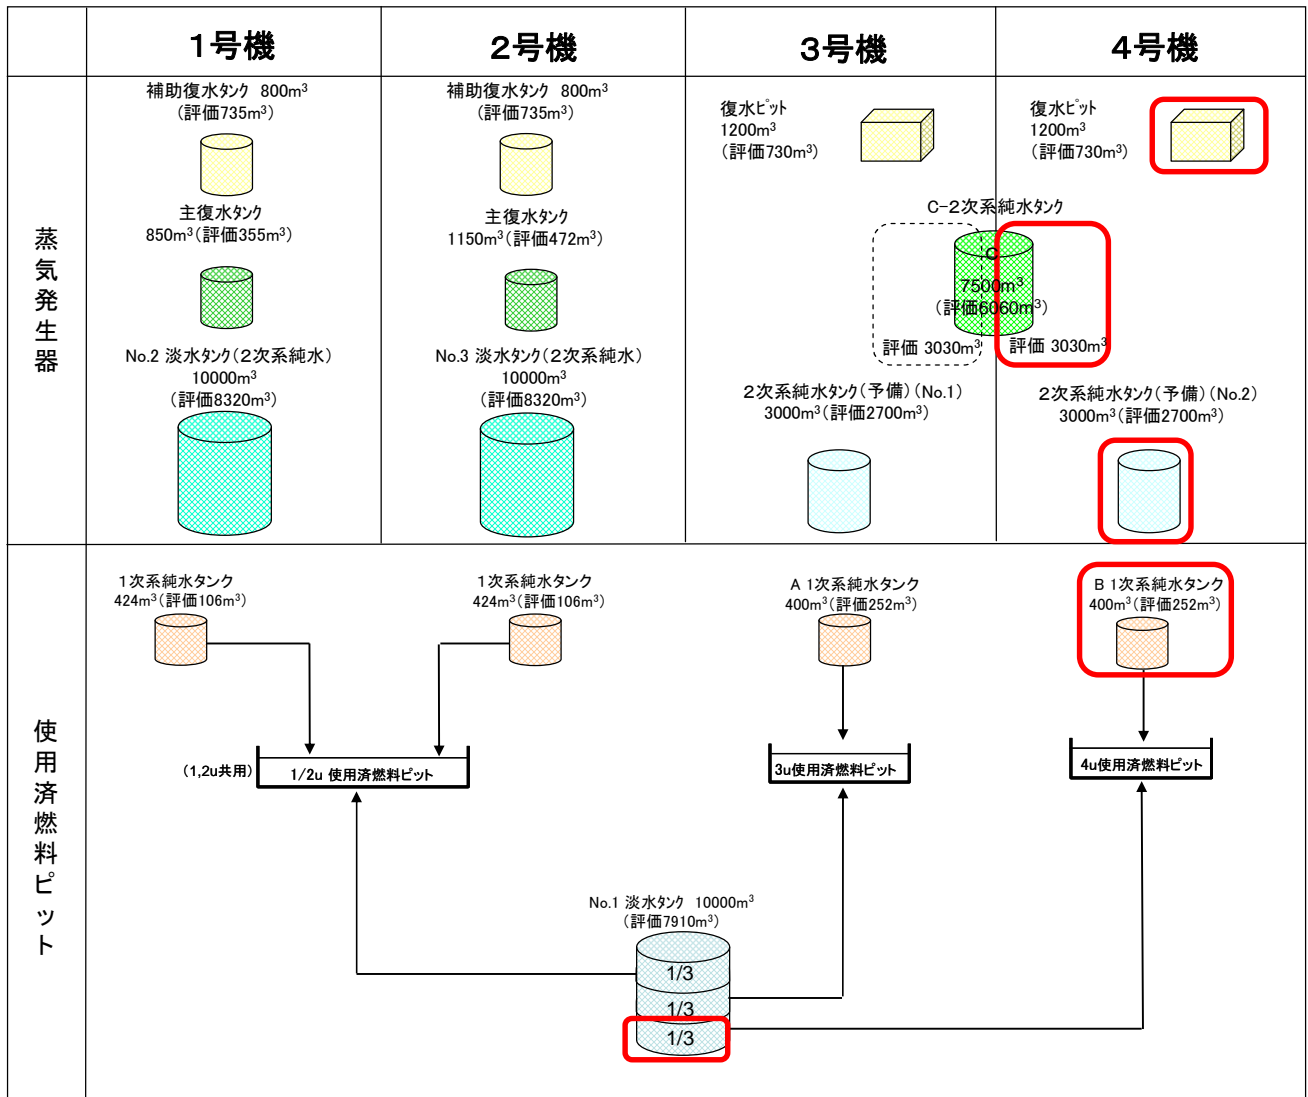 1号機
2号機
3号機
4号機
蒸気発生器
補助復水タンク 800m³
(評価735m³)
主復水タンク
850m³(評価355m³)
No.2 淡水タンク(2次系純水)
10000m³
(評価8320m³)
補助復水タンク 800m³
(評価735m³)
主復水タンク
1150m³(評価472m³)
No.3 淡水タンク(2次系純水)
10000m³
(評価8320m³)
復水ピット
1200m³
(評価730m³)
復水ピット
1200m³
(評価730m³)
C-2次系純水タンク
C
7500m³
(評価6060m³)
評価 3030m³
評価 3030m³
2次系純水タンク(予備)(No.1)
3000m³(評価2700m³)
2次系純水タンク(予備)(No.2)
3000m³(評価2700m³)
使用済燃料ピット
1次系純水タンク
424m³(評価106m³)
1次系純水タンク
424m³(評価106m³)
A 1次系純水タンク
400m³(評価252m³)
B 1次系純水タンク
400m³(評価252m³)
(1,2u共用)
1/2u 使用済燃料ピット
3u使用済燃料ピット
4u使用済燃料ピット
No.1 淡水タンク 10000m³
(評価7910m³)
1/3
1/3
1/3